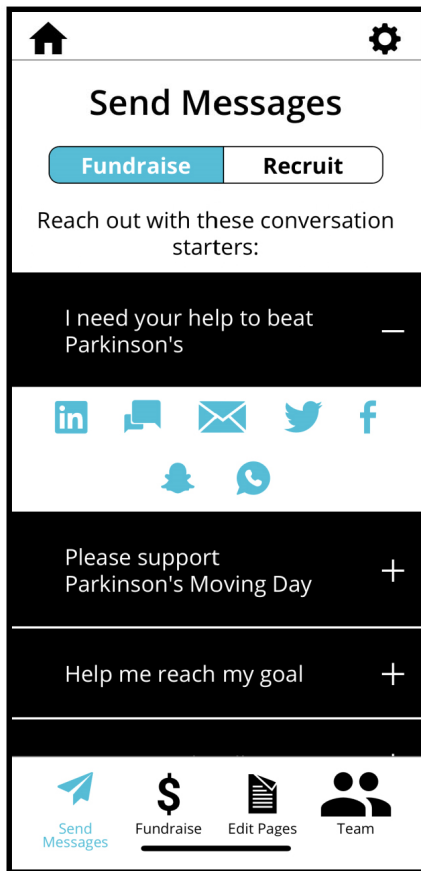 Send Messages
Fundraise Recruit
Reach out with these conversation
starters:
I need your help to beat
Parkinson's
in
f
Please support
Parkinson's Moving Day
Help me reach my goal
$
Send
Messages
Fundraise
Edit Pages
Team